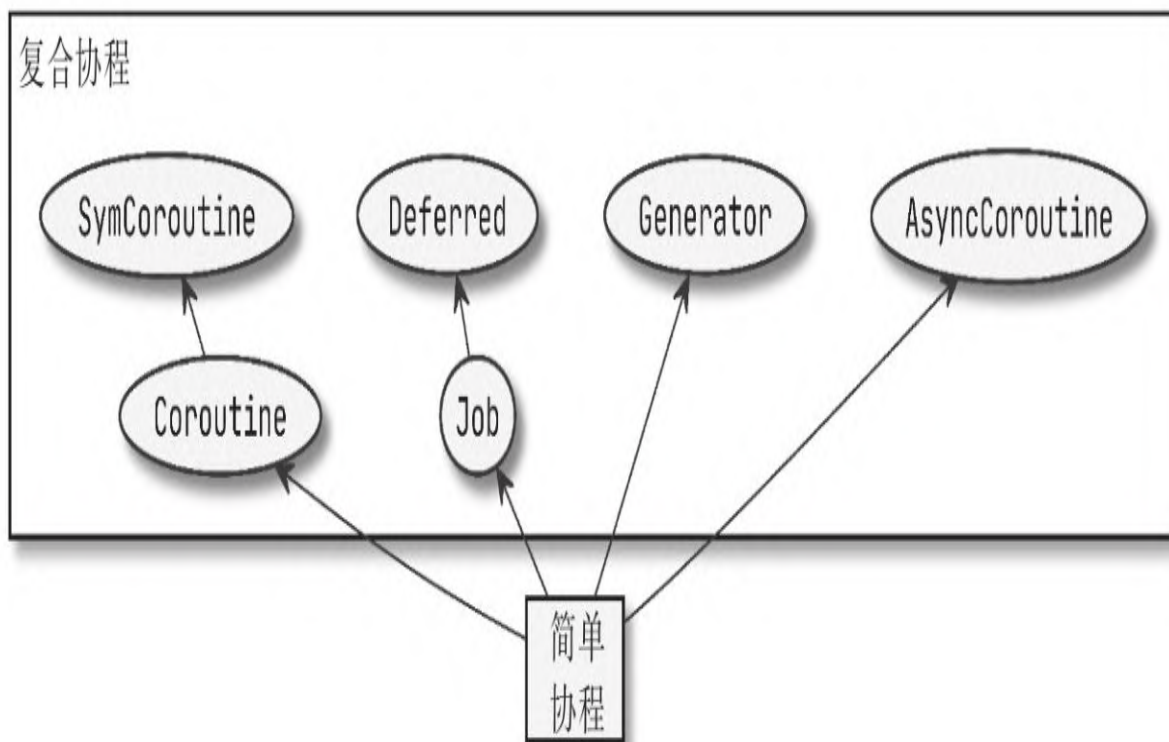 复合协程
SymCoroutine
Deferred
Generator
AsyncCoroutine
Coroutine
Job
简单
协程